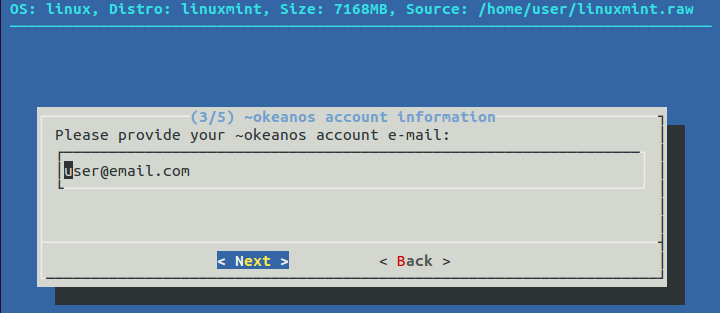 OS: linux, Distro: linuxmint, Size: 7168MB, Source: /home/user/linuxmint.raw
(3/5) ~okeanos account information
Please provide your ~okeanos account e-mail:
user@email.com
< Next > < Back >